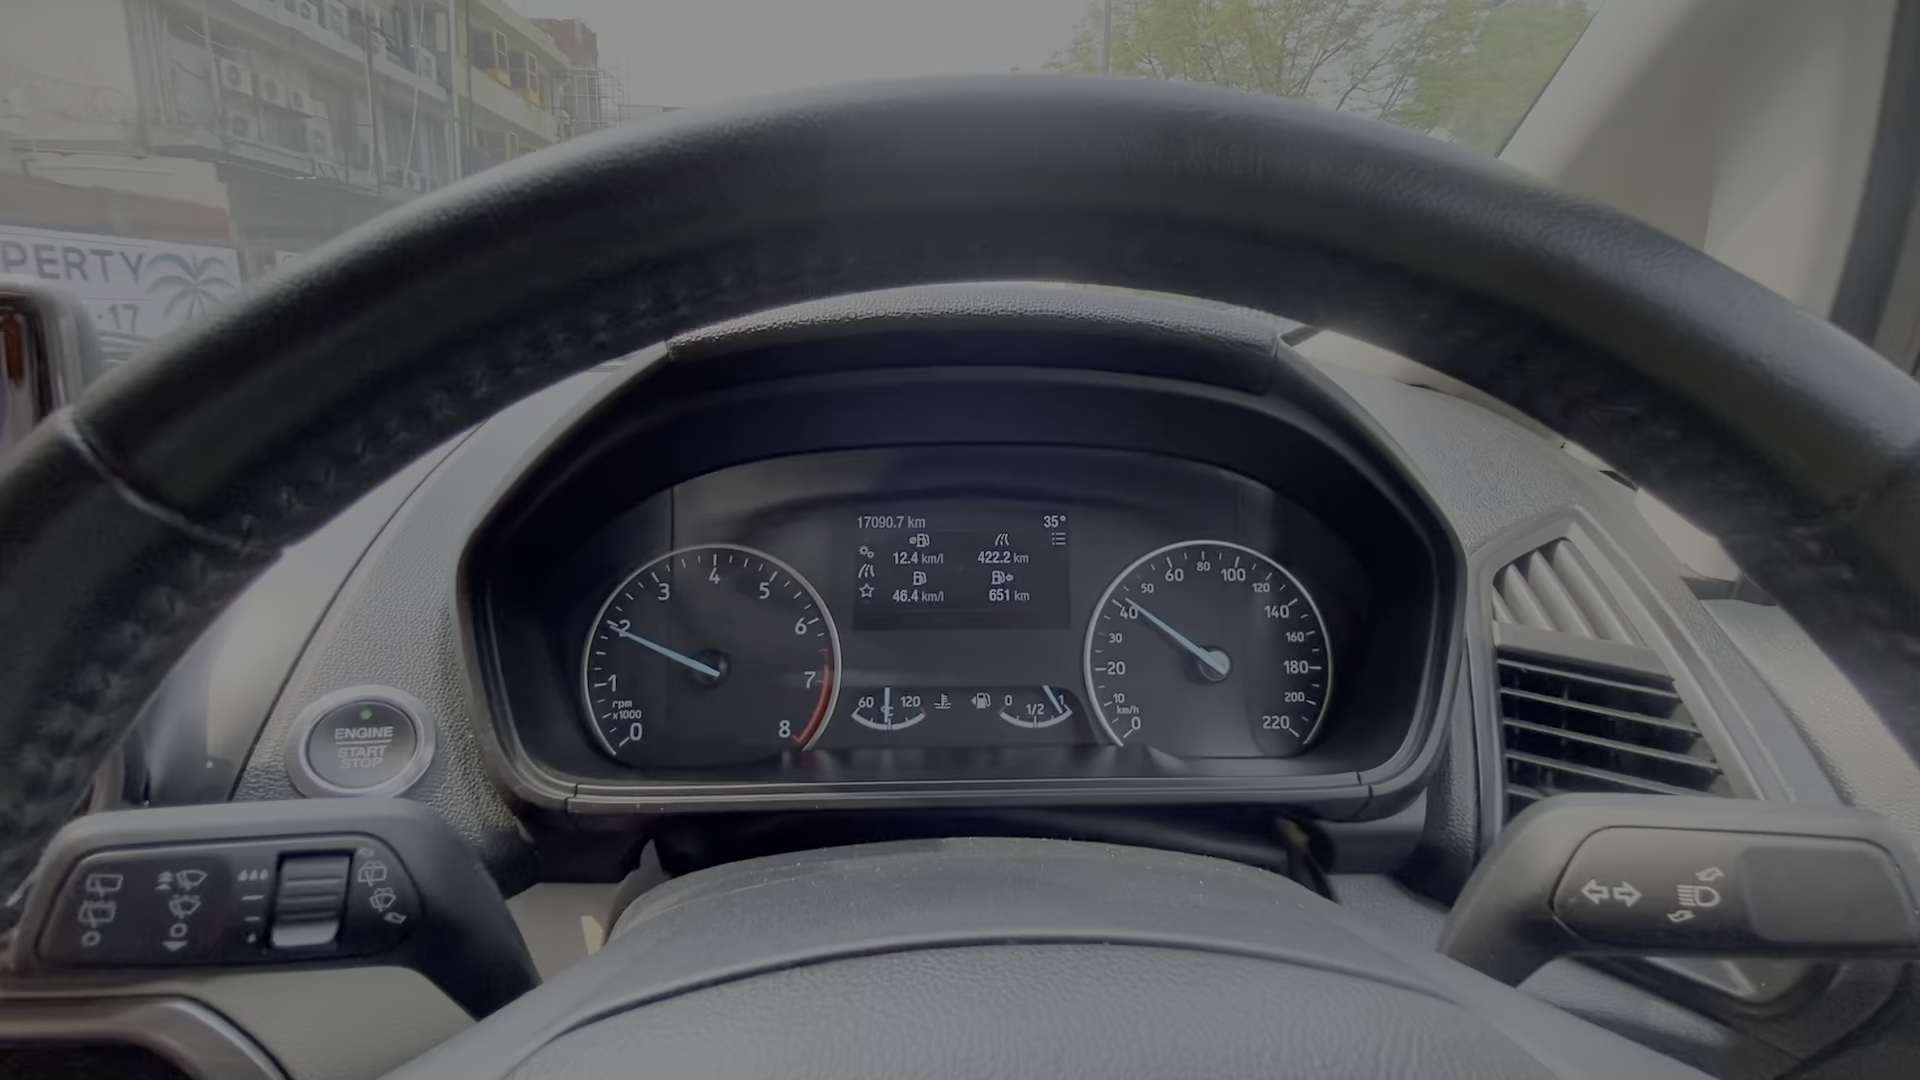 PERTY
-17
17090.7 km 35°
12.4 km/l 422.2 km
46.4 km/l 651 km
0 1 2 3 4 5 6 7 8
rpm
x1000
0 10 20 30 40 50 60 80 100 120 140 160 180 200 220
km/h
60 °C 120
0 1/2 1
ENGINE
START
STOP